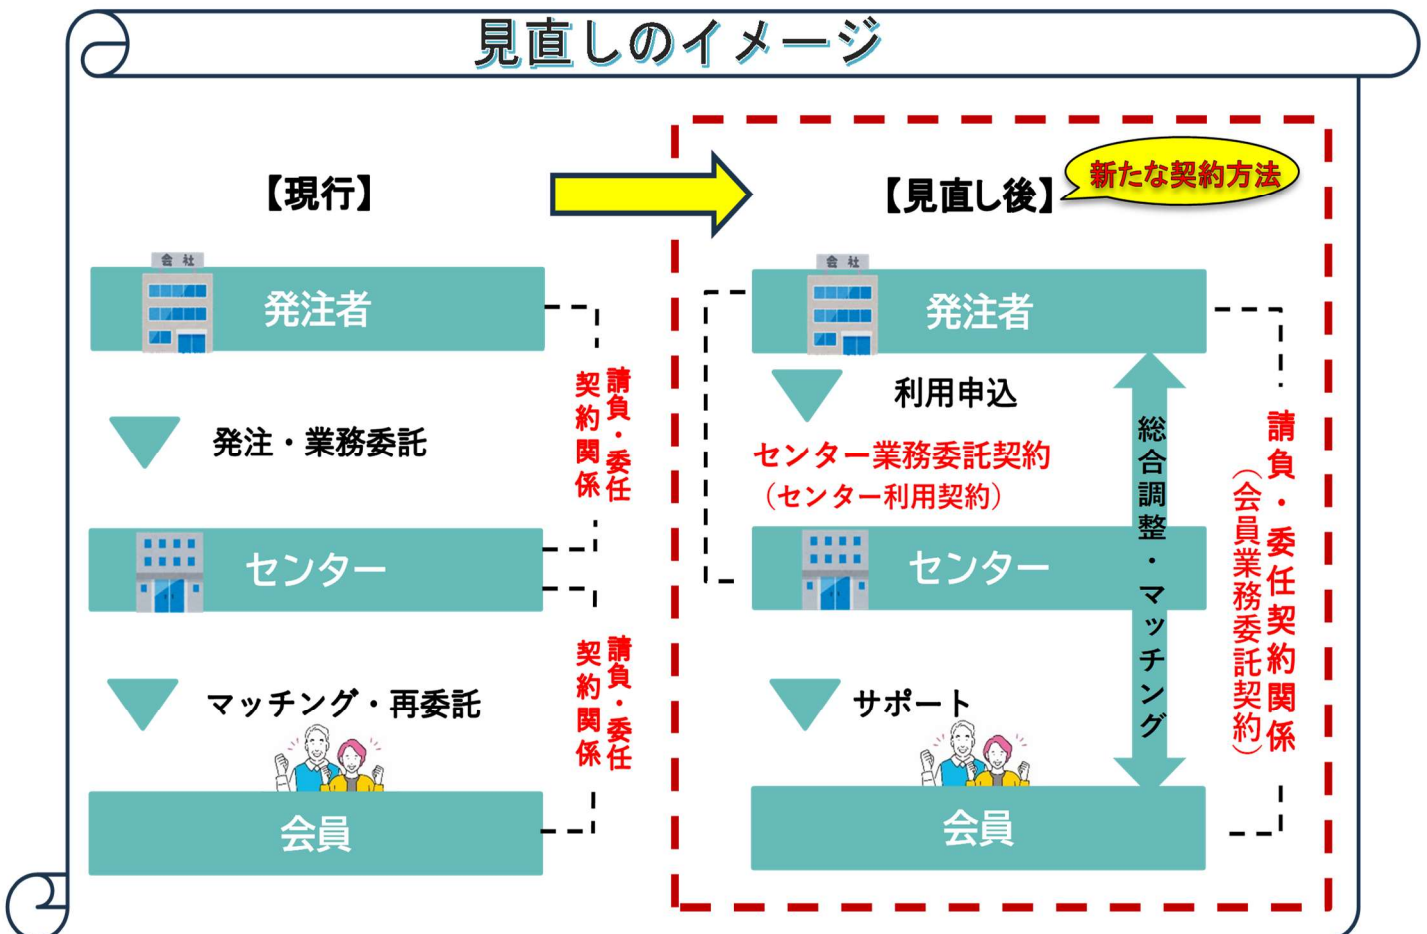 見直しのイメージ
【現行】
会社
発注者
発注・業務委託
請負・委任
契約関係
センター
マッチング・再委託
請負・委任
契約関係
会員
【見直し後】
新たな契約方法
会社
発注者
利用申込
センター業務委託契約
（センター利用契約）
センター
サポート
会員
総合調整・マッチング
請負・委任契約関係
（会員業務委託契約）